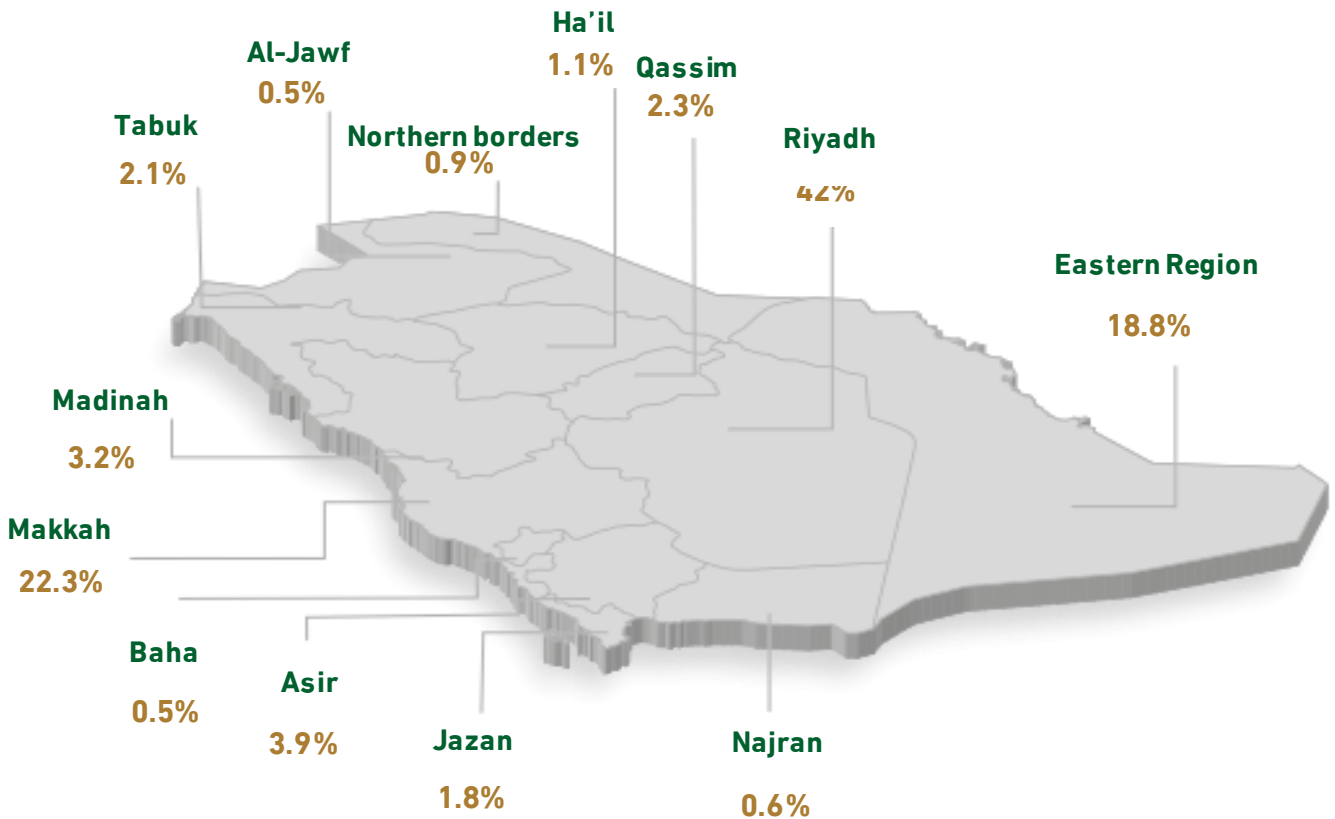 Ha’il
1.1%
Al-Jawf
0.5%
Qassim
2.3%
Tabuk
2.1%
Northern borders
0.9%
Riyadh
42%
Eastern Region
18.8%
Madinah
3.2%
Makkah
22.3%
Baha
0.5%
Asir
3.9%
Jazan
1.8%
Najran
0.6%